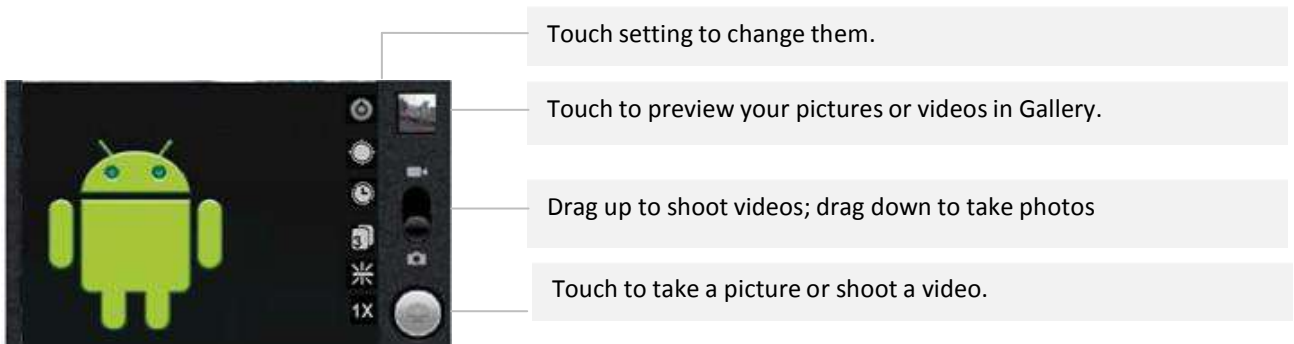 Touch setting to change them.
Touch to preview your pictures or videos in Gallery.
Drag up to shoot videos; drag down to take photos
Touch to take a picture or shoot a video.
3
1X